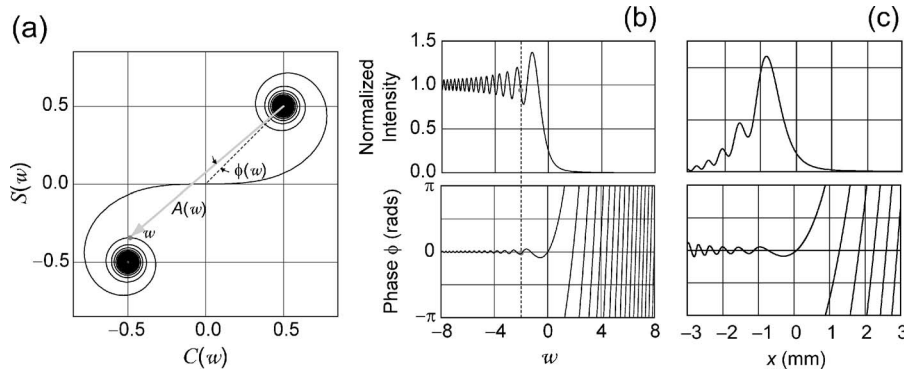 (a)
0.5
0.0
−0.5
−0.5
0.0
0.5
S(w)
C(w)
A(w)
ϕ(w)
w
(b)
Normalized
Intensity
1.5
1.0
0.5
0.0
Phase ϕ (rads)
π
0
−π
−8
−4
0
4
8
w
(c)
−3
−2
−1
0
1
2
3
x (mm)